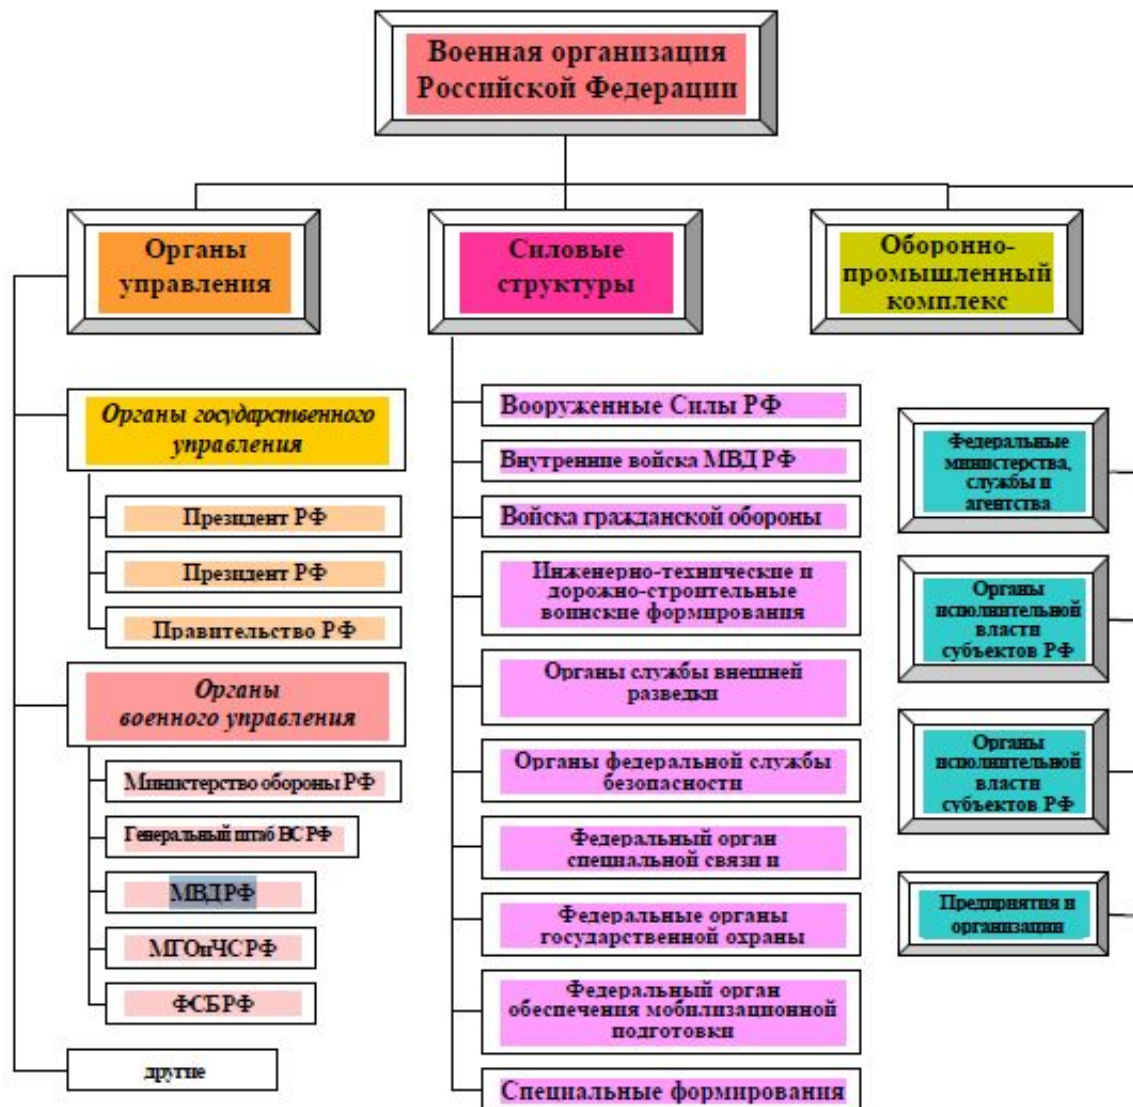 Военная организация
Российской Федерации
Органы
управления
Силовые
структуры
Оборонно-
промышленный
комплекс
Органы государственного
управления
Президент РФ
Президент РФ
Правительство РФ
Органы
военного управления
Министерство обороны РФ
Генеральный штаб ВС РФ
МВД РФ
МГОиЧС РФ
ФСБ РФ
другие
Вооруженные Силы РФ
Внутренние войска МВД РФ
Войска гражданской обороны
Инженерно-технические и
дорожно-строительные
воинские формирования
Органы службы внешней
разведки
Органы федеральной службы
безопасности
Федеральный орган
специальной связи и
Федеральные органы
государственной охраны
Федеральный орган
обеспечения мобилизационной
подготовки
Специальные формирования
Федеральные
министерства,
службы и
агентства
Органы
исполнительной
власти
субъектов РФ
Органы
исполнительной
власти
субъектов РФ
Предприятия и
организации